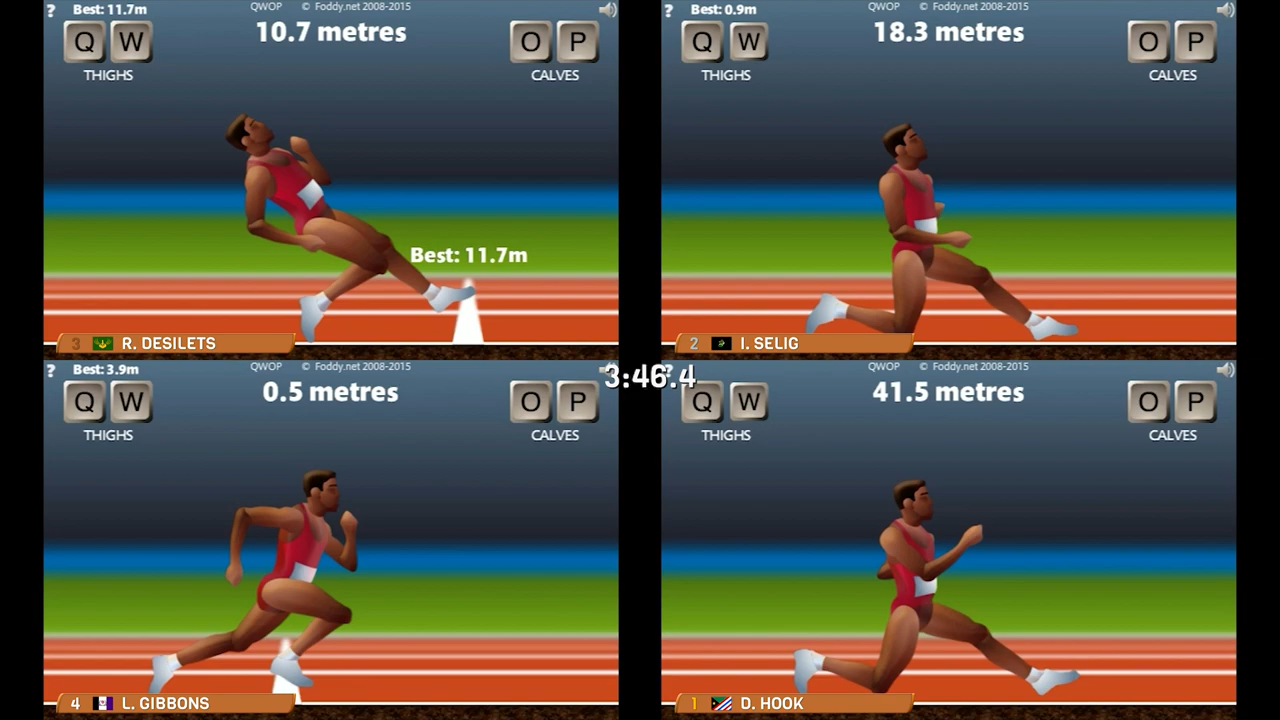 ? Best: 11.7m QWOP © Foddy.net 2008-2015
10.7 metres
Q W O P
THIGHS CALVES
Best: 11.7m
3 R. DESILETS
? Best: 0.9m QWOP © Foddy.net 2008-2015
18.3 metres
Q W O P
THIGHS CALVES
2 I. SELIG
3:46.4
? Best: 3.9m QWOP © Foddy.net 2008-2015
0.5 metres
Q W O P
THIGHS CALVES
4 L. GIBBONS
? QWOP © Foddy.net 2008-2015
41.5 metres
Q W O P
THIGHS CALVES
1 D. HOOK